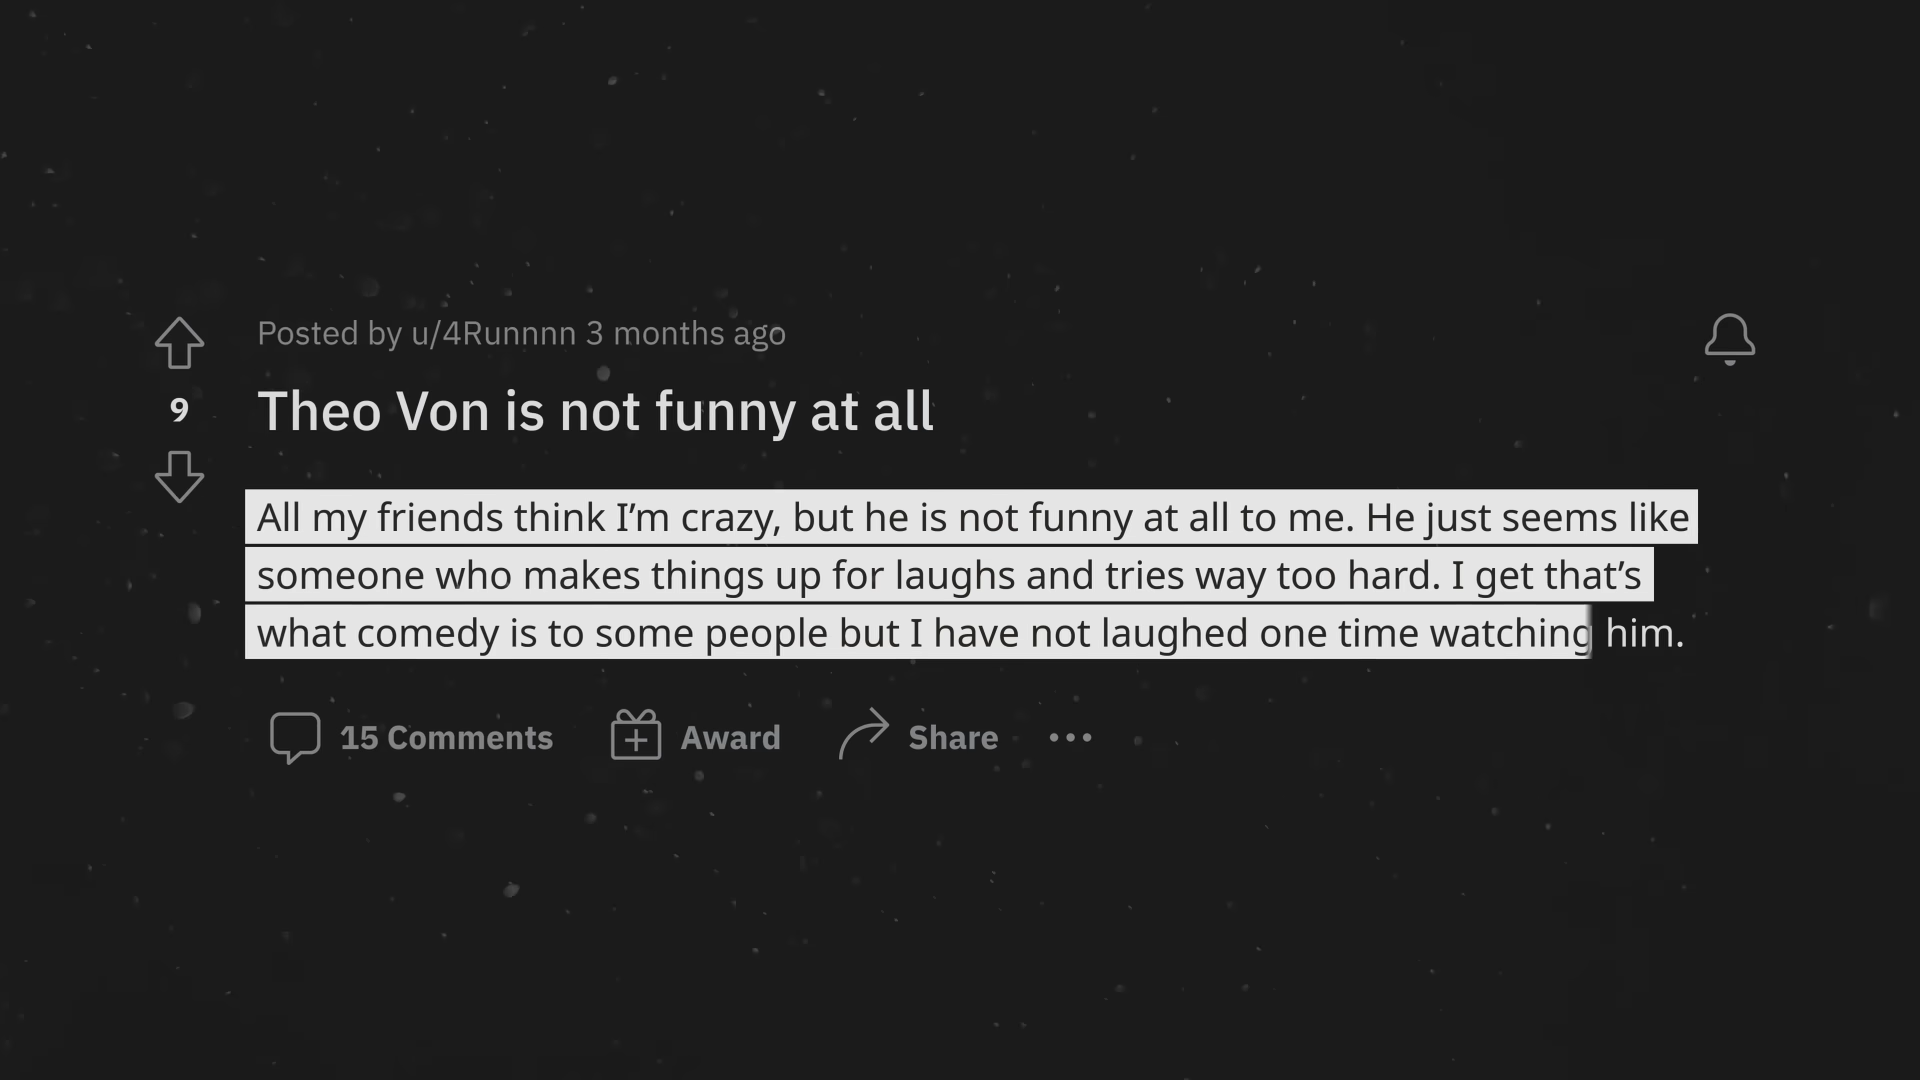 Posted by u/4Runnnn 3 months ago
9
Theo Von is not funny at all
All my friends think I’m crazy, but he is not funny at all to me. He just seems like
someone who makes things up for laughs and tries way too hard. I get that’s
what comedy is to some people but I have not laughed one time watching him.
15 Comments Award Share